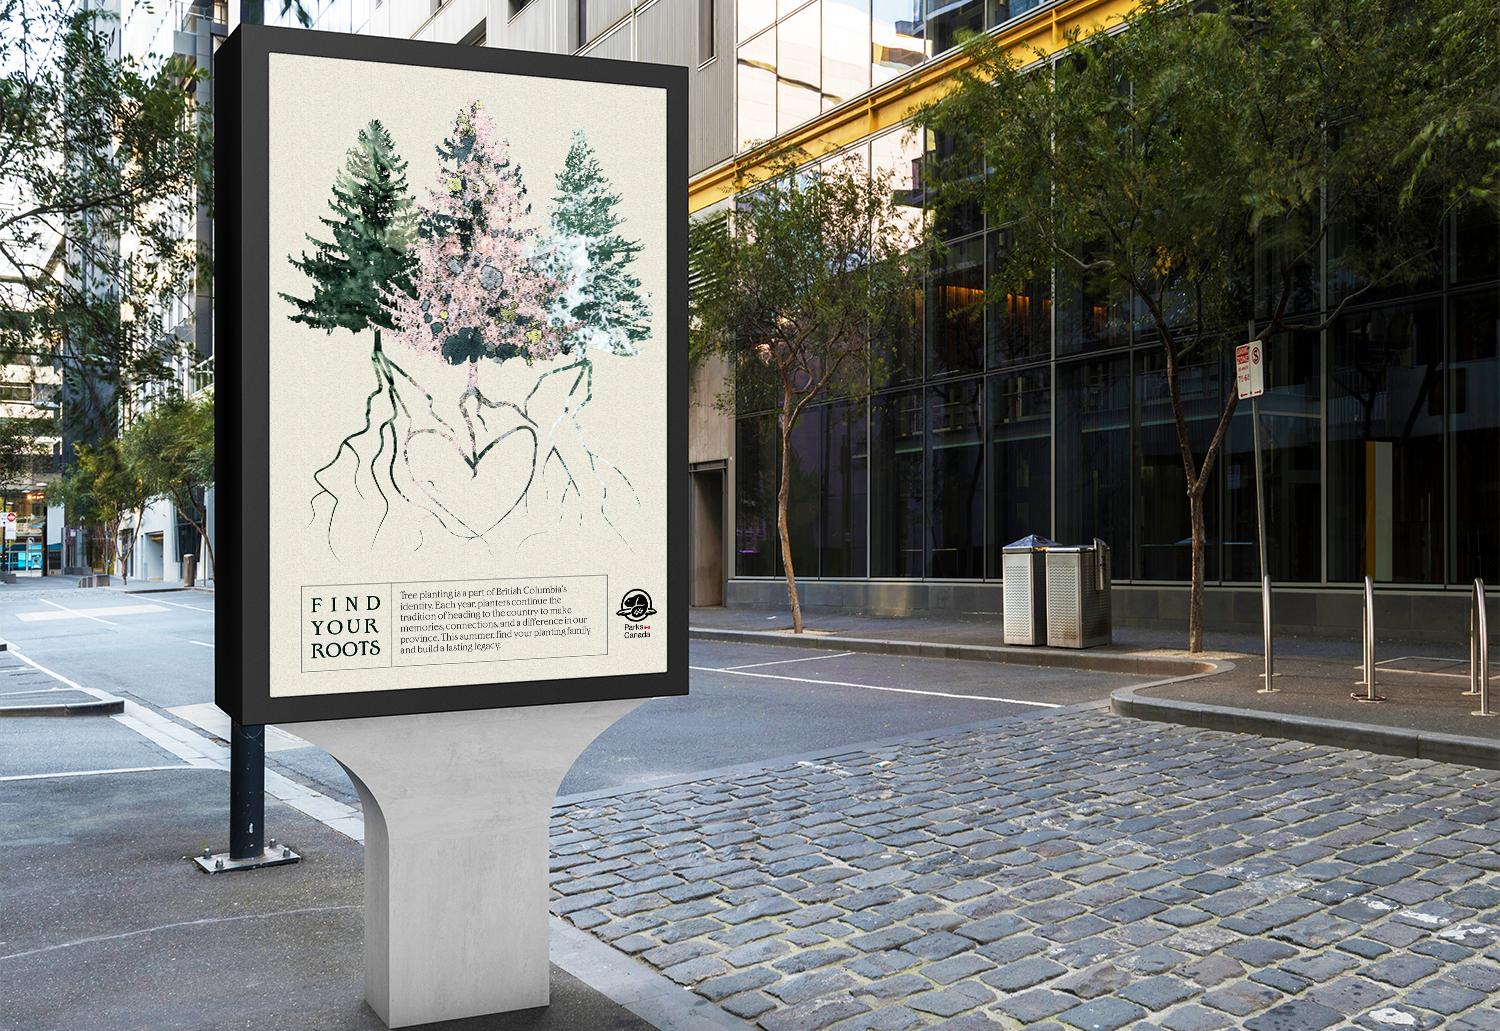 FIND
YOUR
ROOTS
Tree planting is a part of British Columbia's
identity. Each year, planters continue the
tradition of heading to the country to make
memories, connections, and a difference in our
province. This summer, find your planting family
and build a lasting legacy.
Parks
Canada